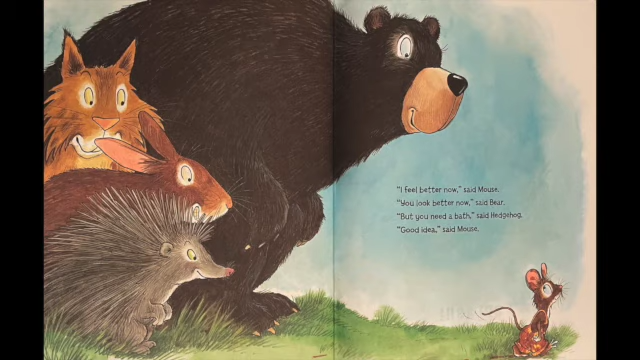 "I feel better now," said Mouse.
"You look better now," said Bear.
"But you need a bath," said Hedgehog.
"Good idea," said Mouse.